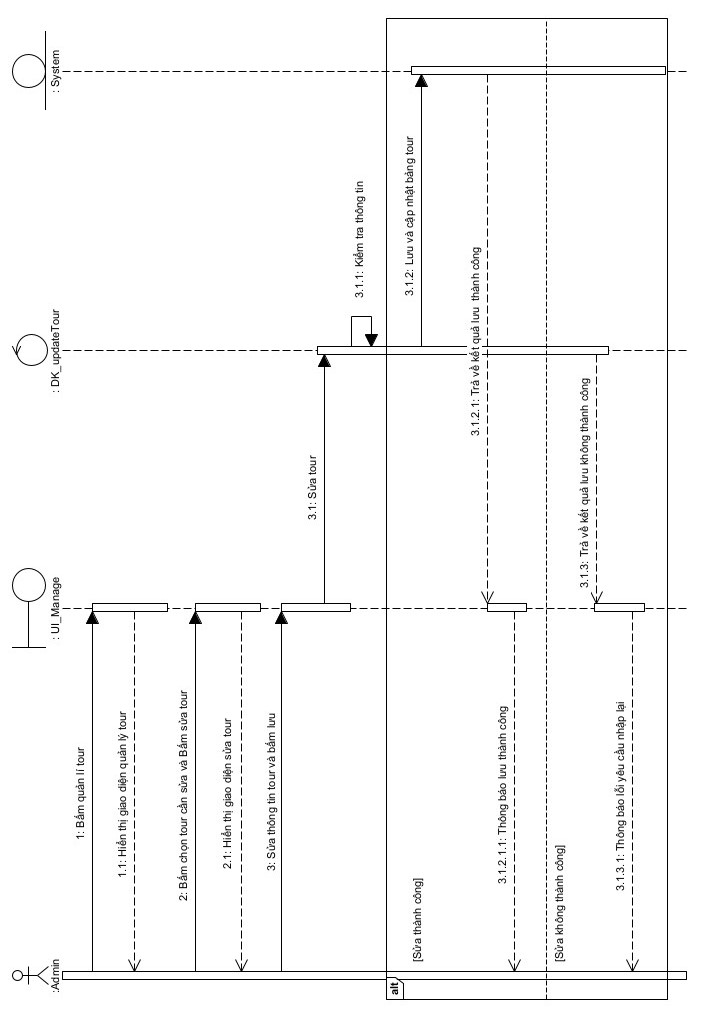 :Admin
: UI_Manage
: DK_updateTour
: System
1: Bấm quản lí tour
1.1: Hiển thị giao diện quản lý tour
2: Bấm chọn tour cần sửa và Bấm sửa tour
2.1: Hiển thị giao diện sửa tour
3: Sửa thông tin tour và bấm lưu
3.1: Sửa tour
3.1.1: Kiểm tra thông tin
alt
[Sửa thành công]
3.1.2: Lưu và cập nhật bảng tour
3.1.2.1: Trả về kết quả lưu thành công
3.1.2.1.1: Thông báo lưu thành công
[Sửa không thành công]
3.1.3: Trả về kết quả lưu không thành công
3.1.3.1: Thông báo lỗi yêu cầu nhập lại